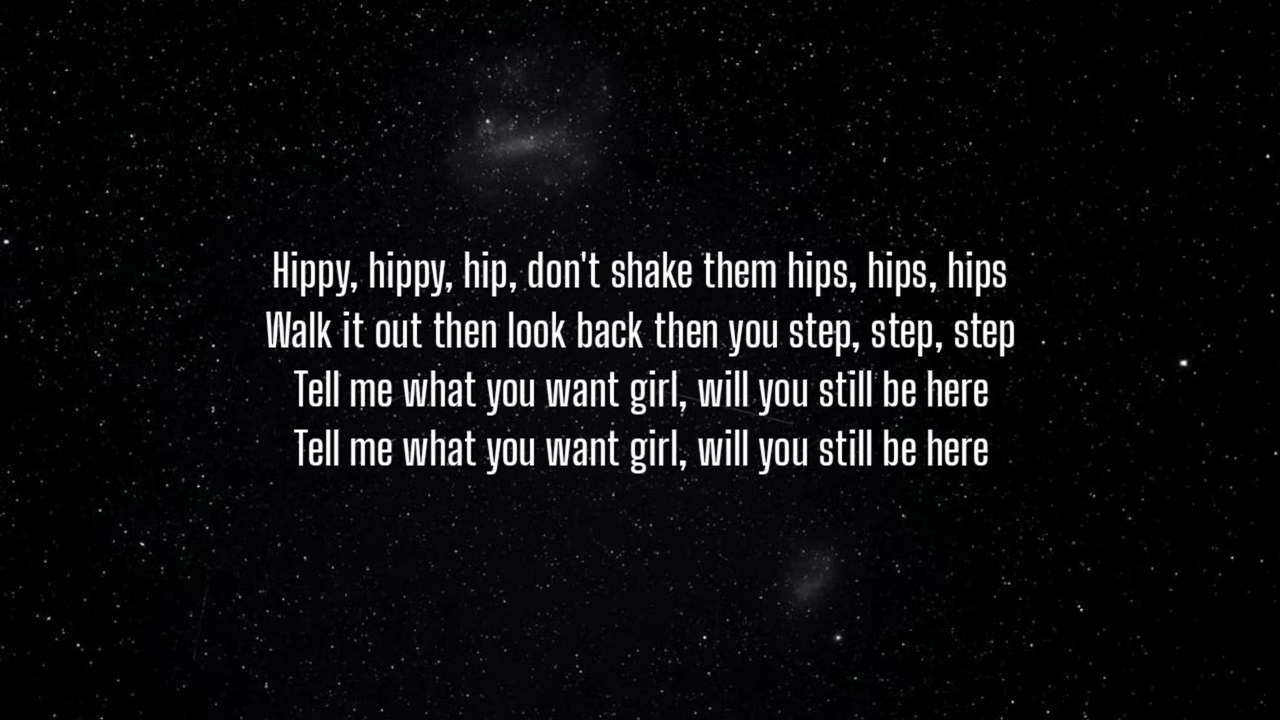 Hippy, hippy, hip, don't shake them hips, hips, hips
Walk it out then look back then you step, step, step
Tell me what you want girl, will you still be here
Tell me what you want girl, will you still be here